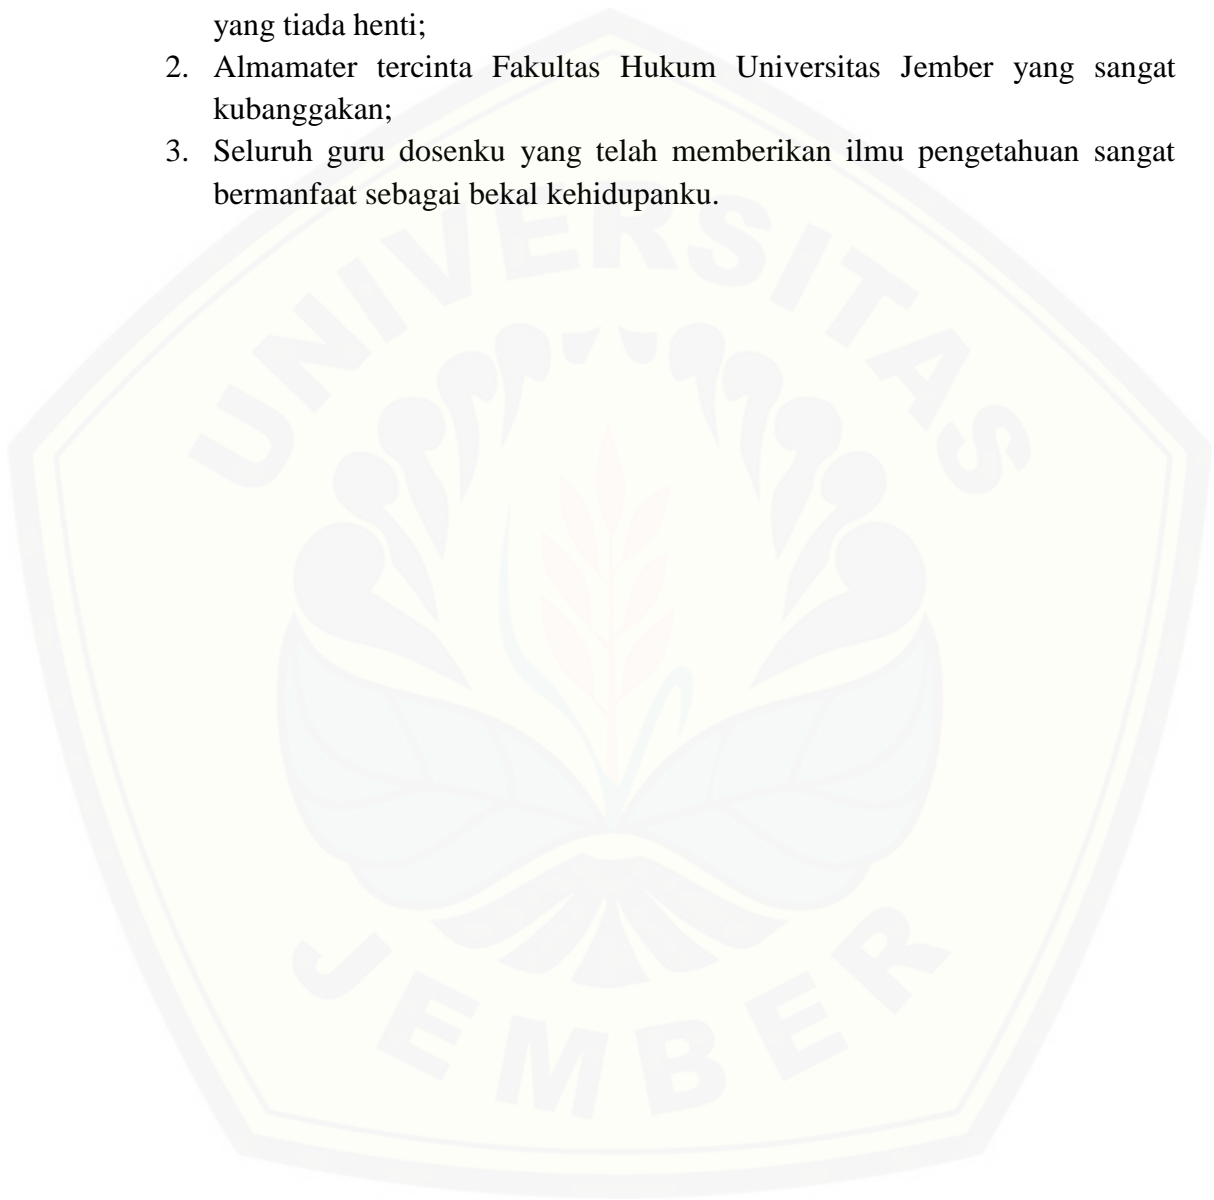 yang tiada henti;
2. Almamater tercinta Fakultas Hukum Universitas Jember yang sangat
kubanggakan;
3. Seluruh guru dosenku yang telah memberikan ilmu pengetahuan sangat
bermanfaat sebagai bekal kehidupanku.
UNIVERSITAS
JEMBER